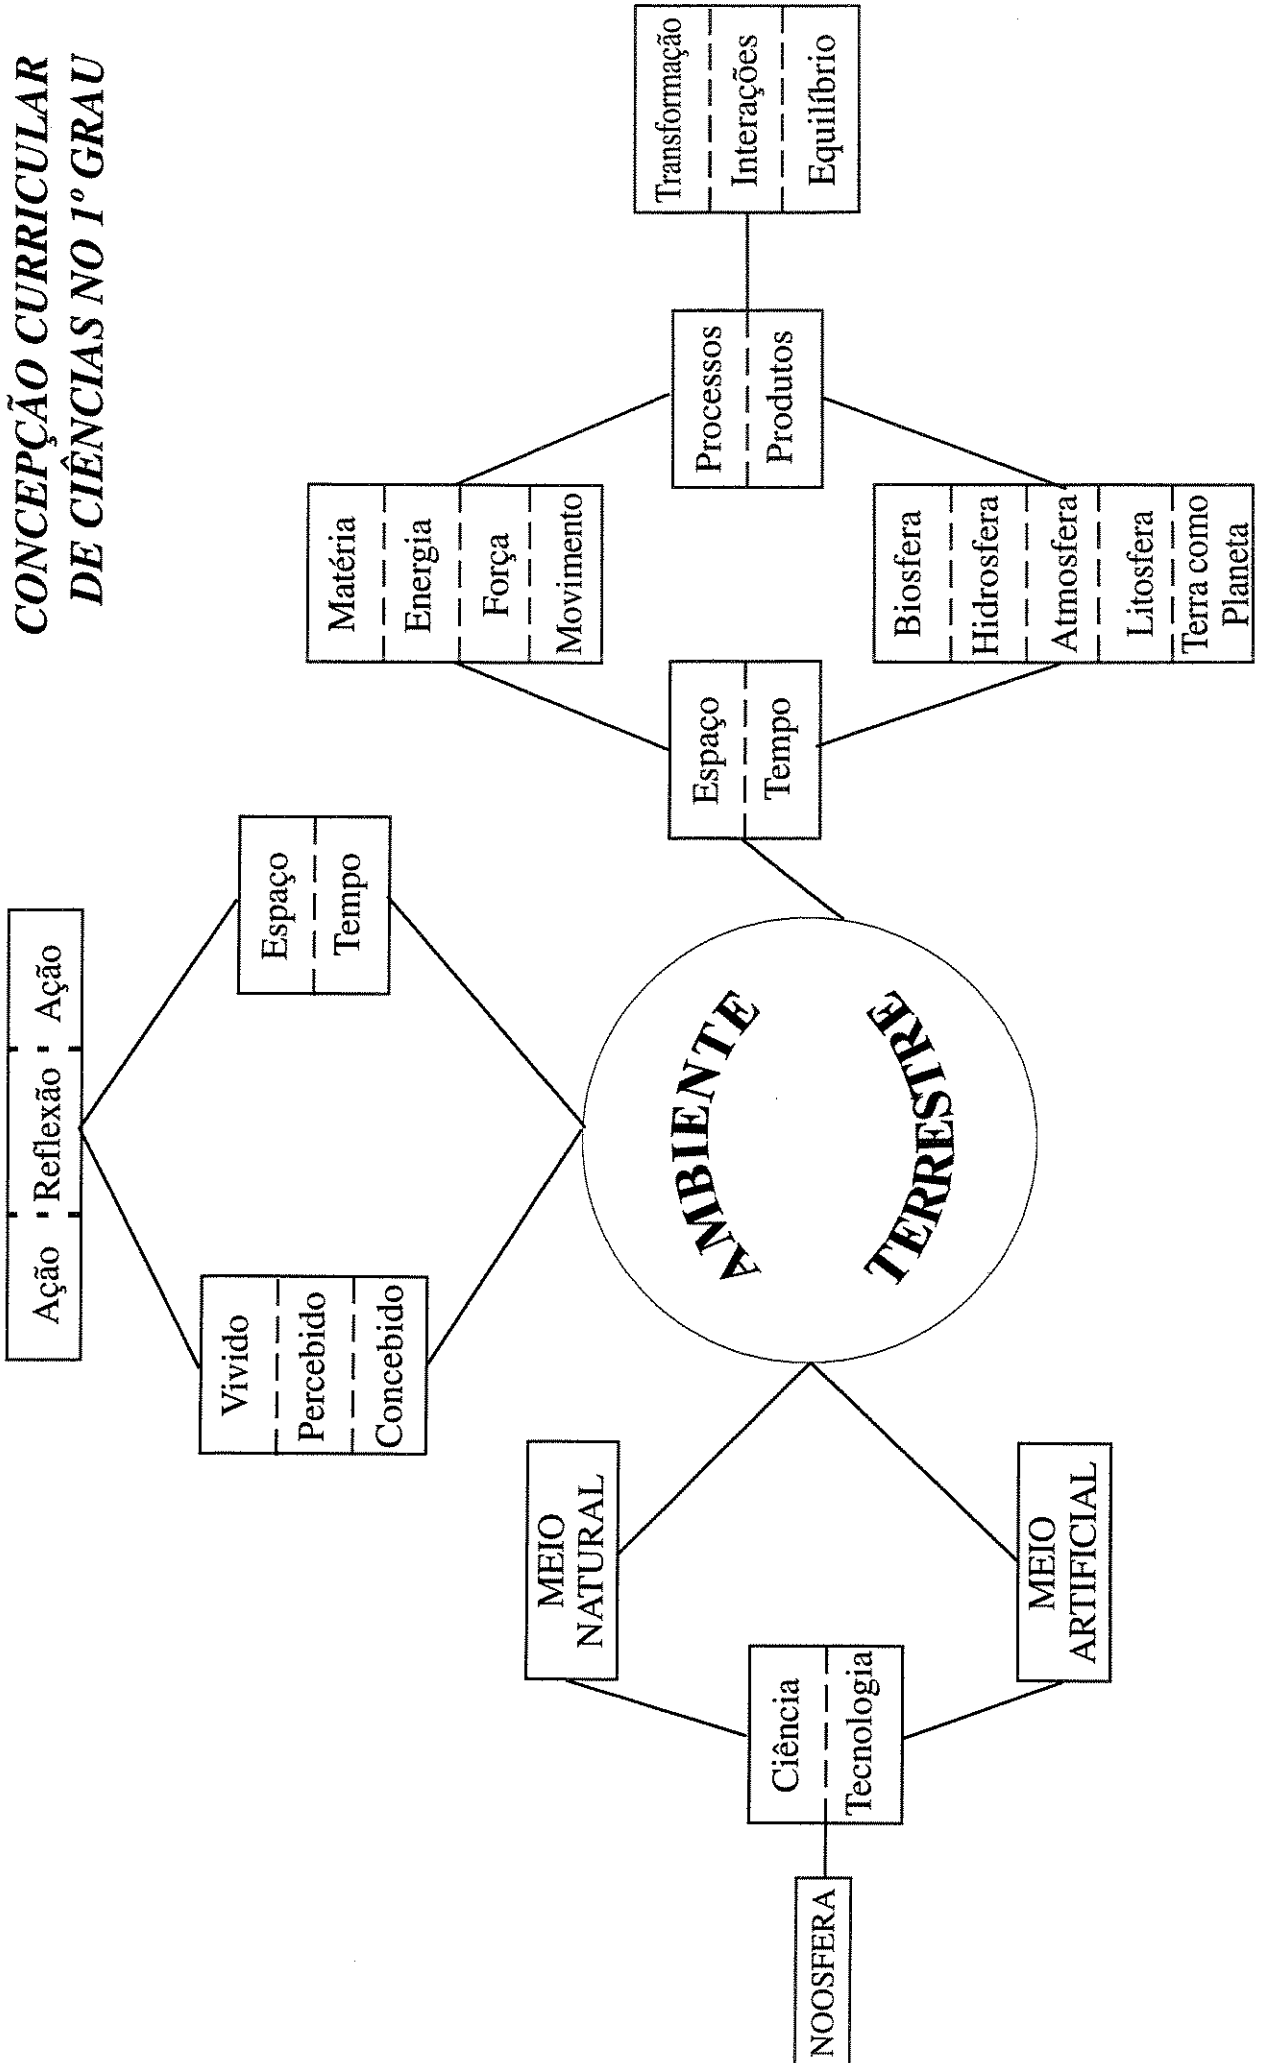 CONCEPÇÃO CURRICULAR
DE CIÊNCIAS NO 1º GRAU
Ação Reflexão Ação
Vivido
Percebido
Concebido
Espaço
Tempo
Matéria
Energia
Força
Movimento
MEIO
NATURAL
Transformação
Interações
Equilíbrio
AMBIENTE
TERRESTRE
Espaço
Tempo
Processos
Produtos
NOOSFERA
Ciência
Tecnologia
Biosfera
Hidrosfera
Atmosfera
Litosfera
Terra como
Planeta
MEIO
ARTIFICIAL